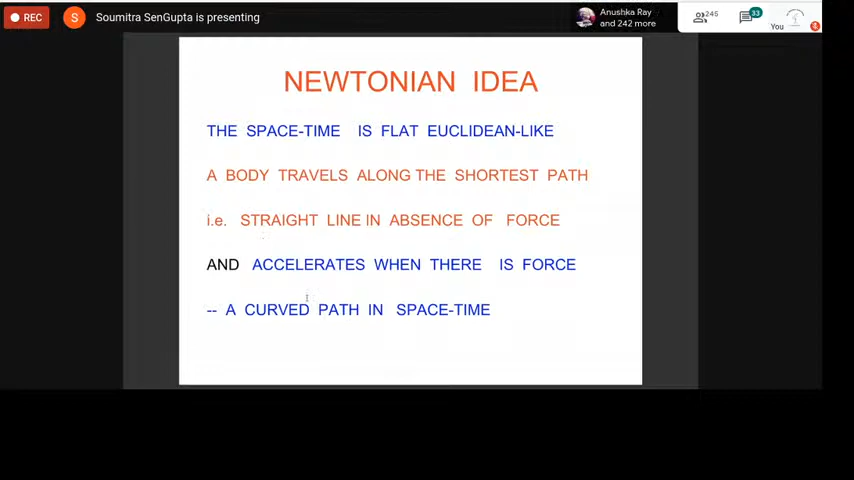 REC
S
Soumitra SenGupta is presenting
Anushka Ray
and 242 more
245
33
You
NEWTONIAN IDEA
THE SPACE-TIME IS FLAT EUCLIDEAN-LIKE
A BODY TRAVELS ALONG THE SHORTEST PATH
i.e. STRAIGHT LINE IN ABSENCE OF FORCE
AND ACCELERATES WHEN THERE IS FORCE
-- A CURVED PATH IN SPACE-TIME